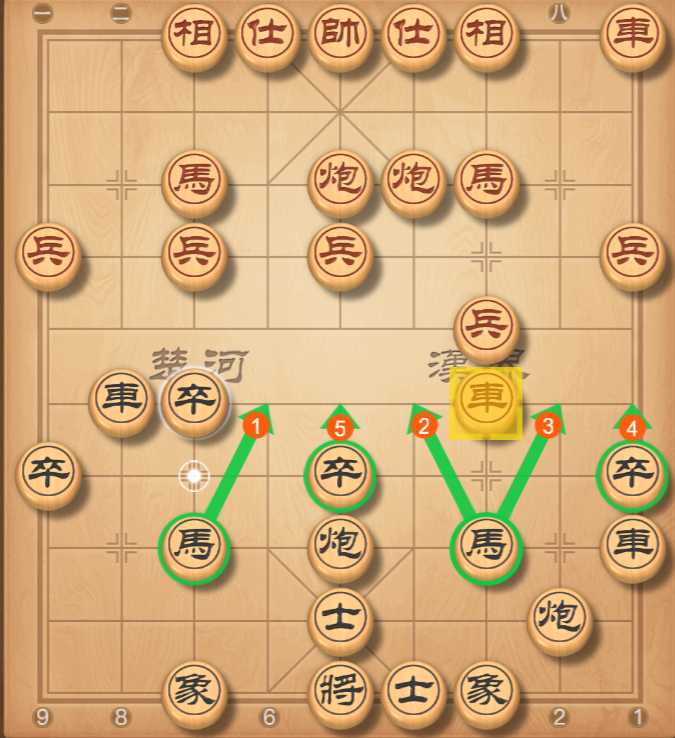 一 二 八
相 仕 帥 仕 相 車
馬 炮 炮 馬
兵 兵 兵 兵
兵
楚河 漢
車 卒 車
1 5 2 3 4
卒 卒 卒
馬 炮 馬 車
士 炮
象 將 士 象
9 8 6 2 1